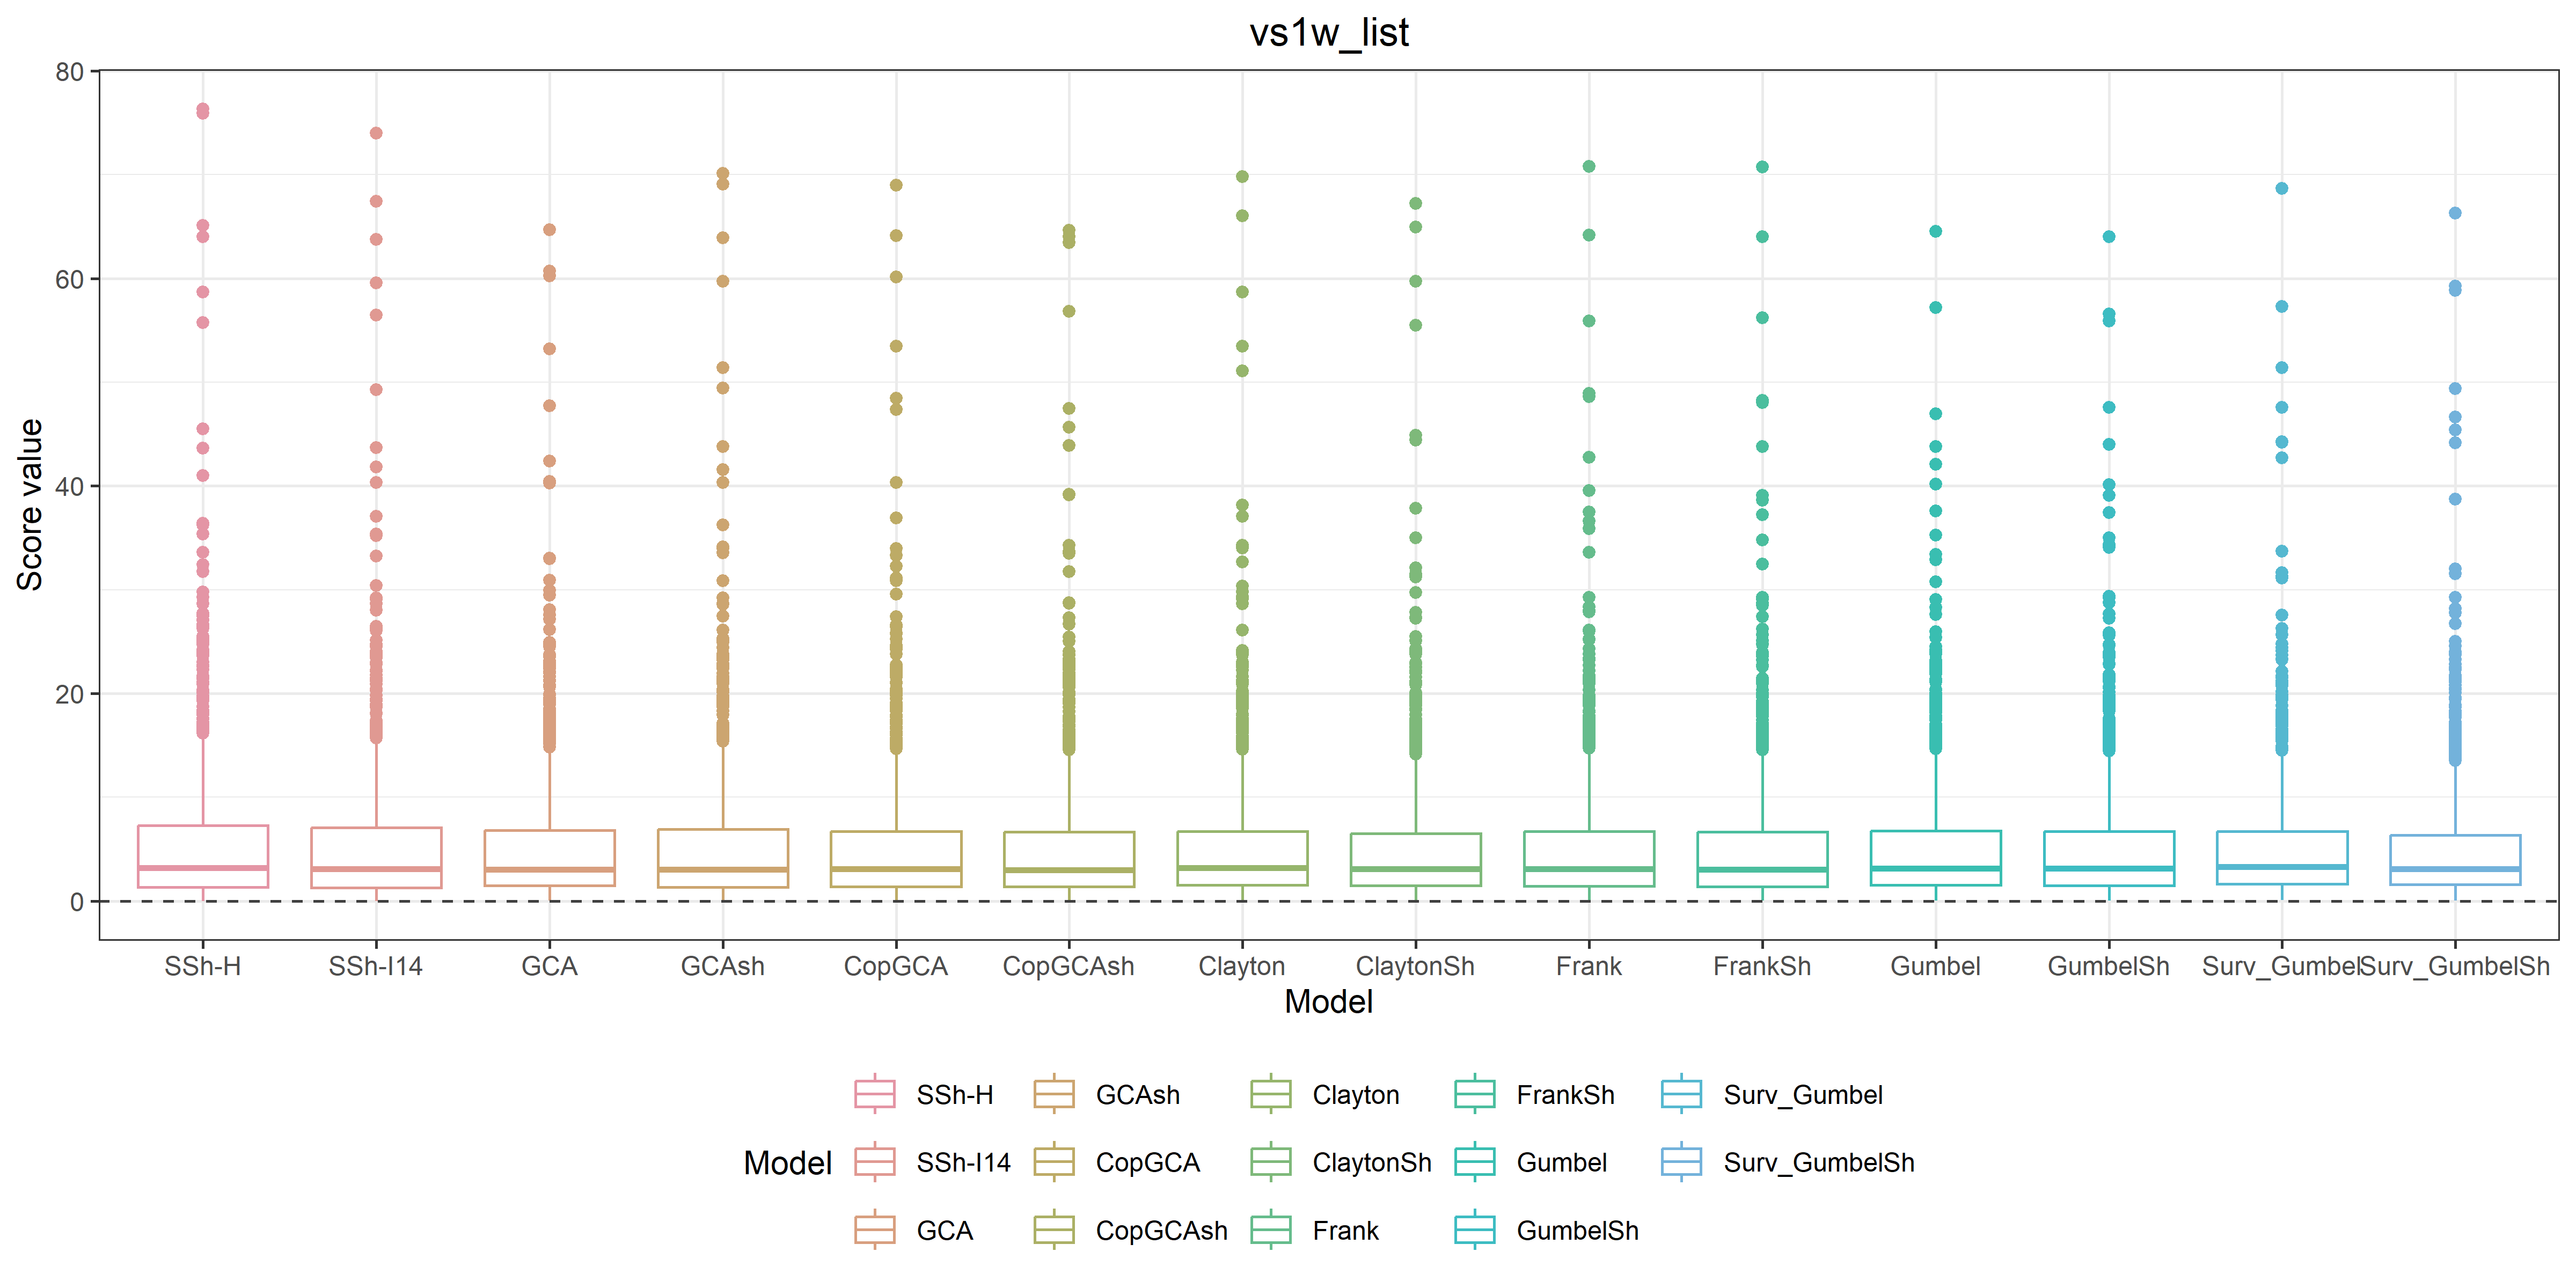 vs1w_list
80
60
40
20
0
Score value
SSh-H SSh-I14 GCA GCAsh CopGCA CopGCAsh Clayton ClaytonSh Frank FrankSh Gumbel GumbelSh Surv_Gumbel Surv_GumbelSh
Model
Model
SSh-H GCAsh Clayton FrankSh Surv_Gumbel
SSh-I14 CopGCA ClaytonSh Gumbel Surv_GumbelSh
GCA CopGCAsh Frank GumbelSh